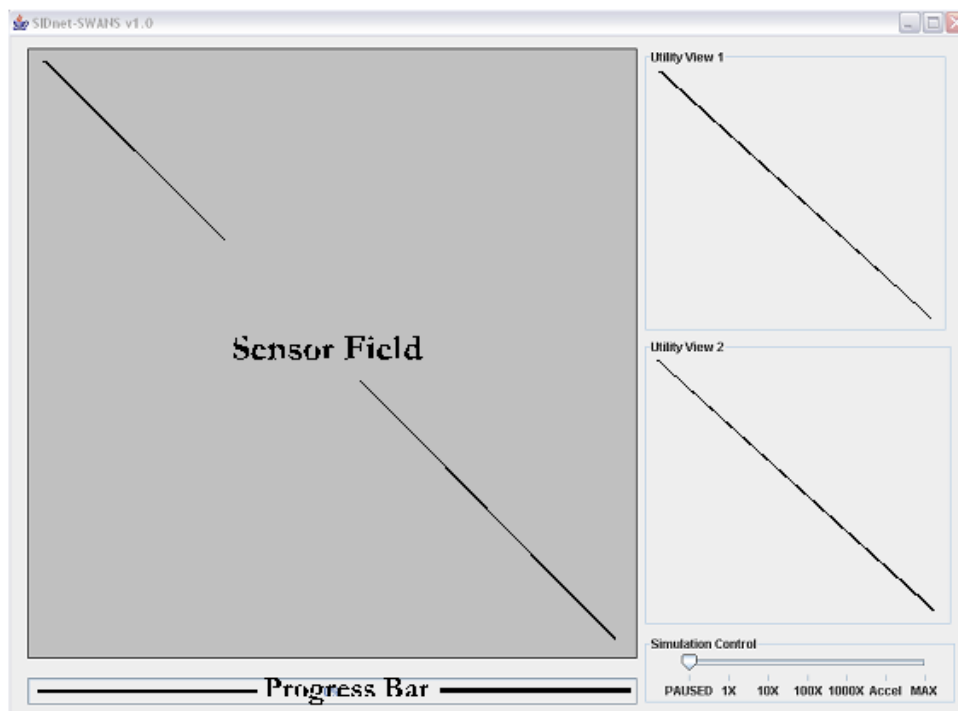 SIDnet-SWANS v1.0
Utility View 1
Sensor Field
Utility View 2
Simulation Control
PAUSED 1X 10X 100X 1000X Accel MAX
Progress Bar